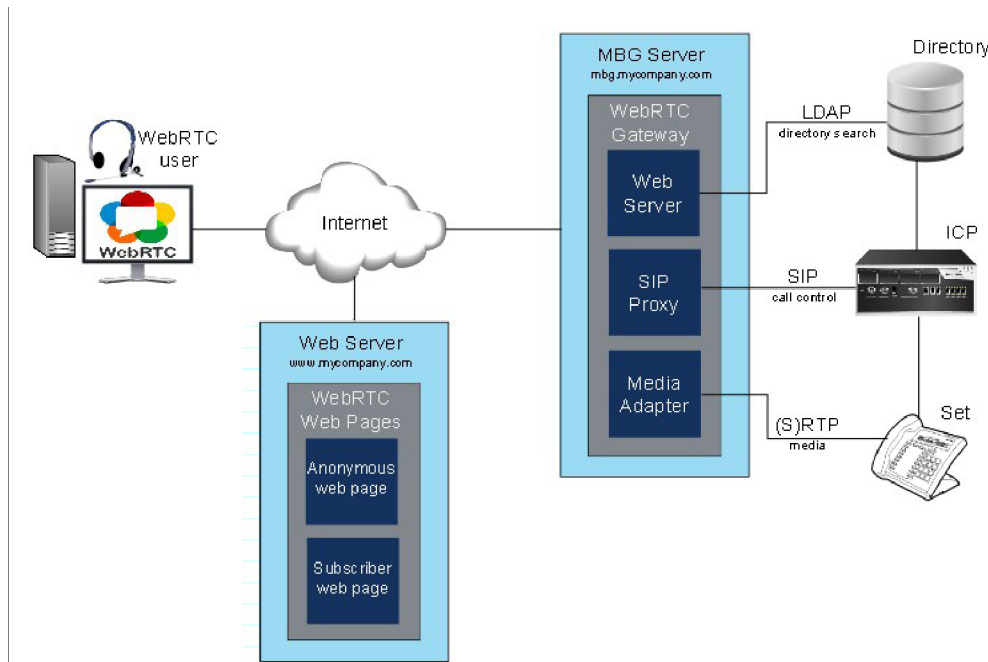 WebRTC
user
WebRTC
Internet
Web Server
www.mycompany.com
WebRTC
Web Pages
Anonymous
web page
Subscriber
web page
MBG Server
mbg.mycompany.com
WebRTC
Gateway
Web
Server
SIP
Proxy
Media
Adapter
LDAP
directory search
SIP
call control
(S)RTP
media
Directory
ICP
Set